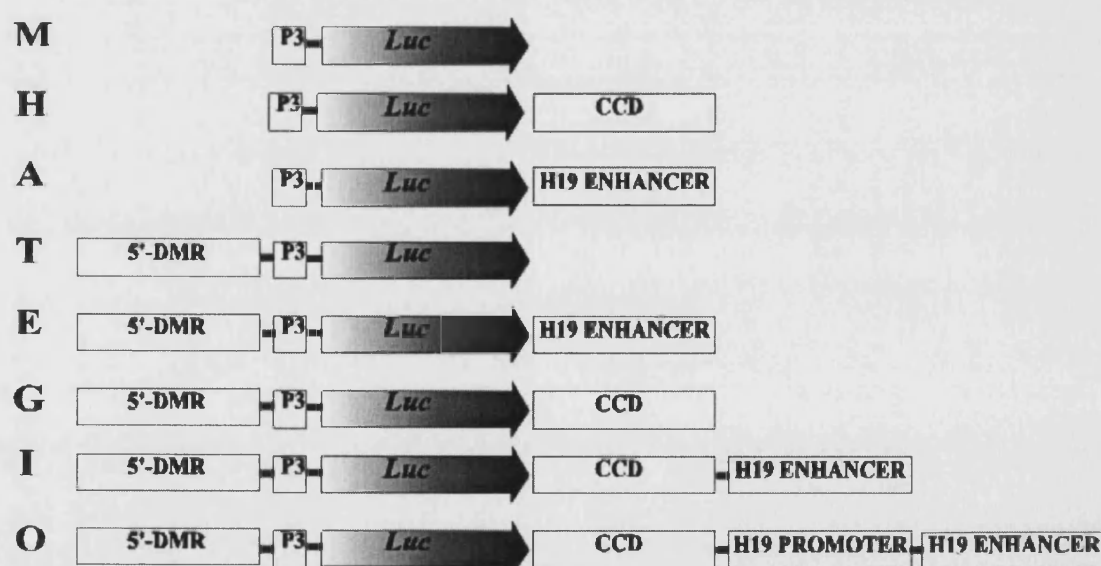 M P3 Luc
H P3 Luc CCD
A P3 Luc H19 ENHANCER
T 5'-DMR P3 Luc
E 5'-DMR P3 Luc H19 ENHANCER
G 5'-DMR P3 Luc CCD
I 5'-DMR P3 Luc CCD H19 ENHANCER
O 5'-DMR P3 Luc CCD H19 PROMOTER H19 ENHANCER